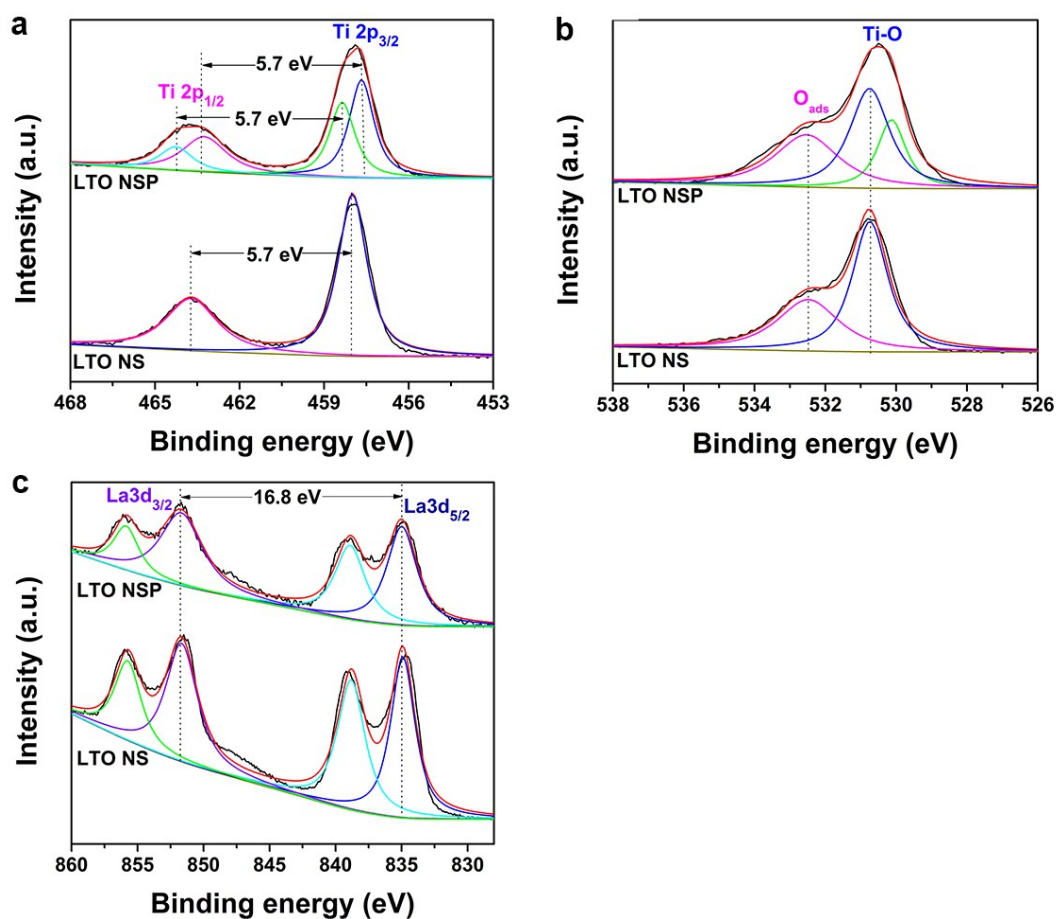 a
Ti 2p3/2
5.7 eV
Ti 2p1/2
5.7 eV
LTO NSP
5.7 eV
LTO NS
Intensity (a.u.)
468 465 462 459 456 453
Binding energy (eV)
b
Ti-O
Oads
LTO NSP
LTO NS
Intensity (a.u.)
538 536 534 532 530 528 526
Binding energy (eV)
c
La3d3/2
16.8 eV
La3d5/2
LTO NSP
LTO NS
Intensity (a.u.)
860 855 850 845 840 835 830
Binding energy (eV)